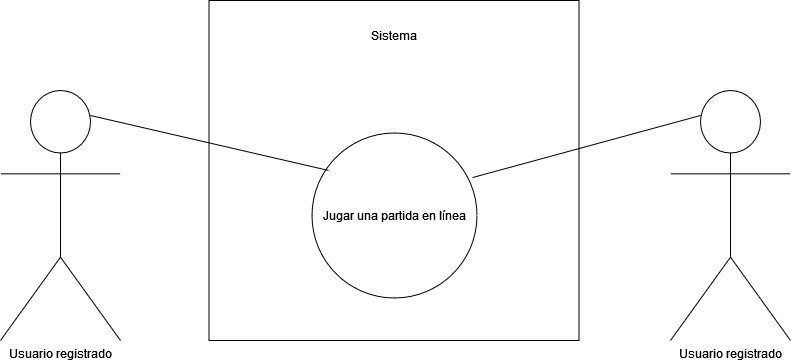 Sistema
Jugar una partida en línea
Usuario registrado
Usuario registrado